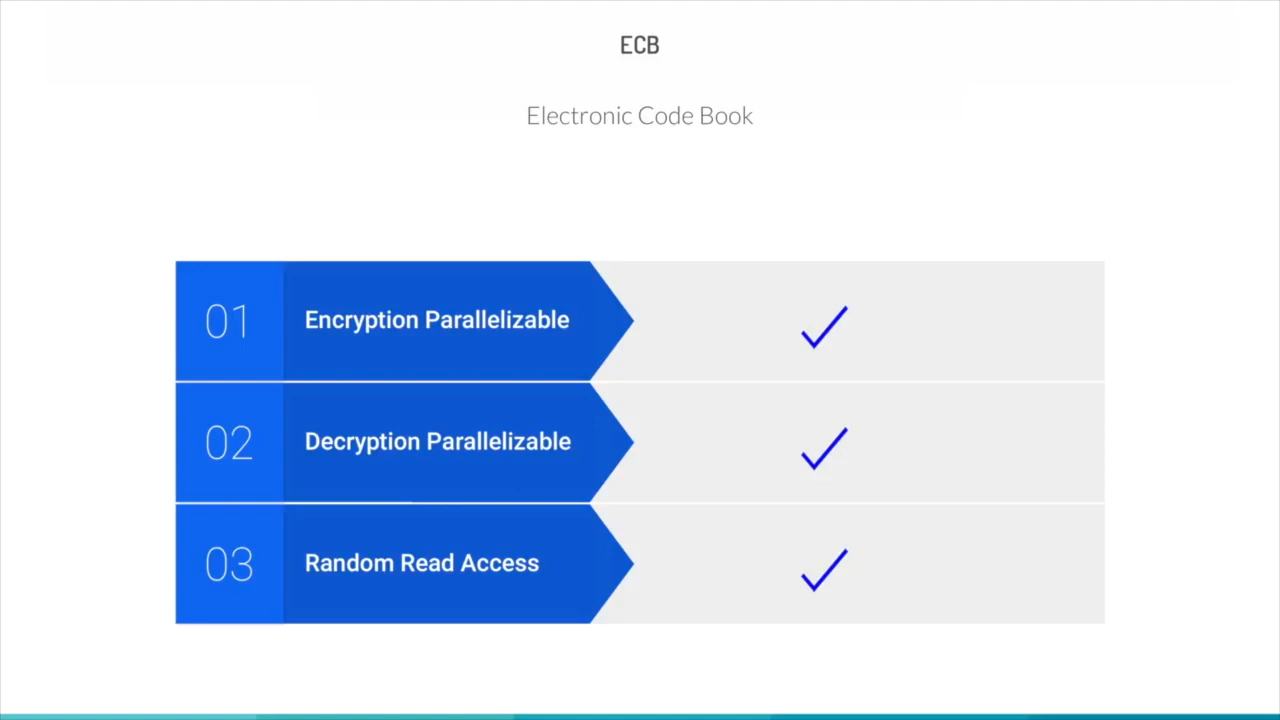 ECB
Electronic Code Book
01 Encryption Parallelizable
02 Decryption Parallelizable
03 Random Read Access